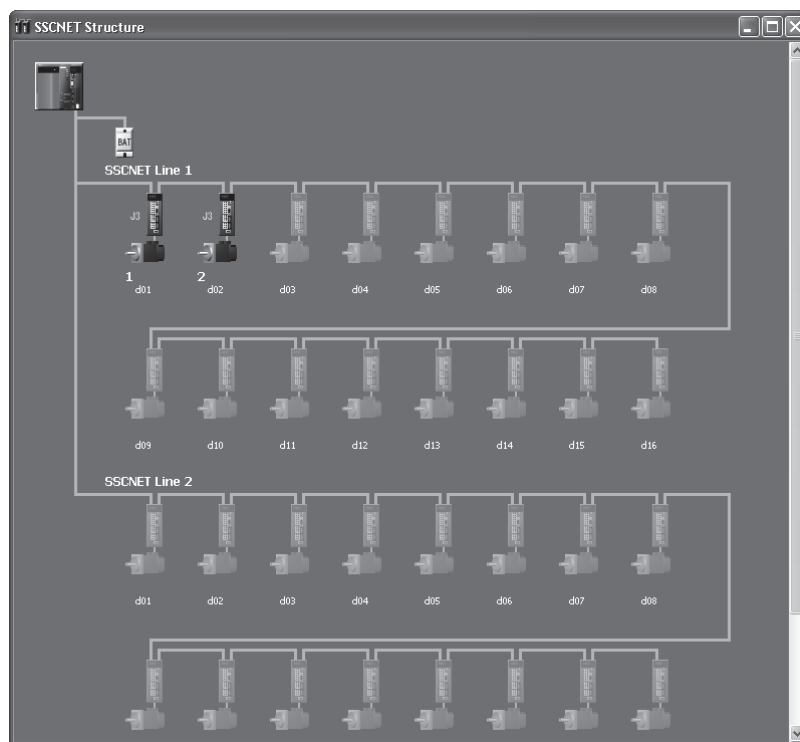 SSCNET Structure
BAT
SSCNET Line 1
J3 J3
1 2
d01 d02 d03 d04 d05 d06 d07 d08
d09 d10 d11 d12 d13 d14 d15 d16
SSCNET Line 2
d01 d02 d03 d04 d05 d06 d07 d08